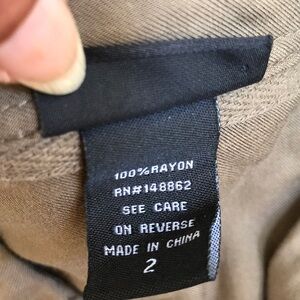 100%RAYON
RN#148862
SEE CARE
ON REVERSE
MADE IN CHINA
2